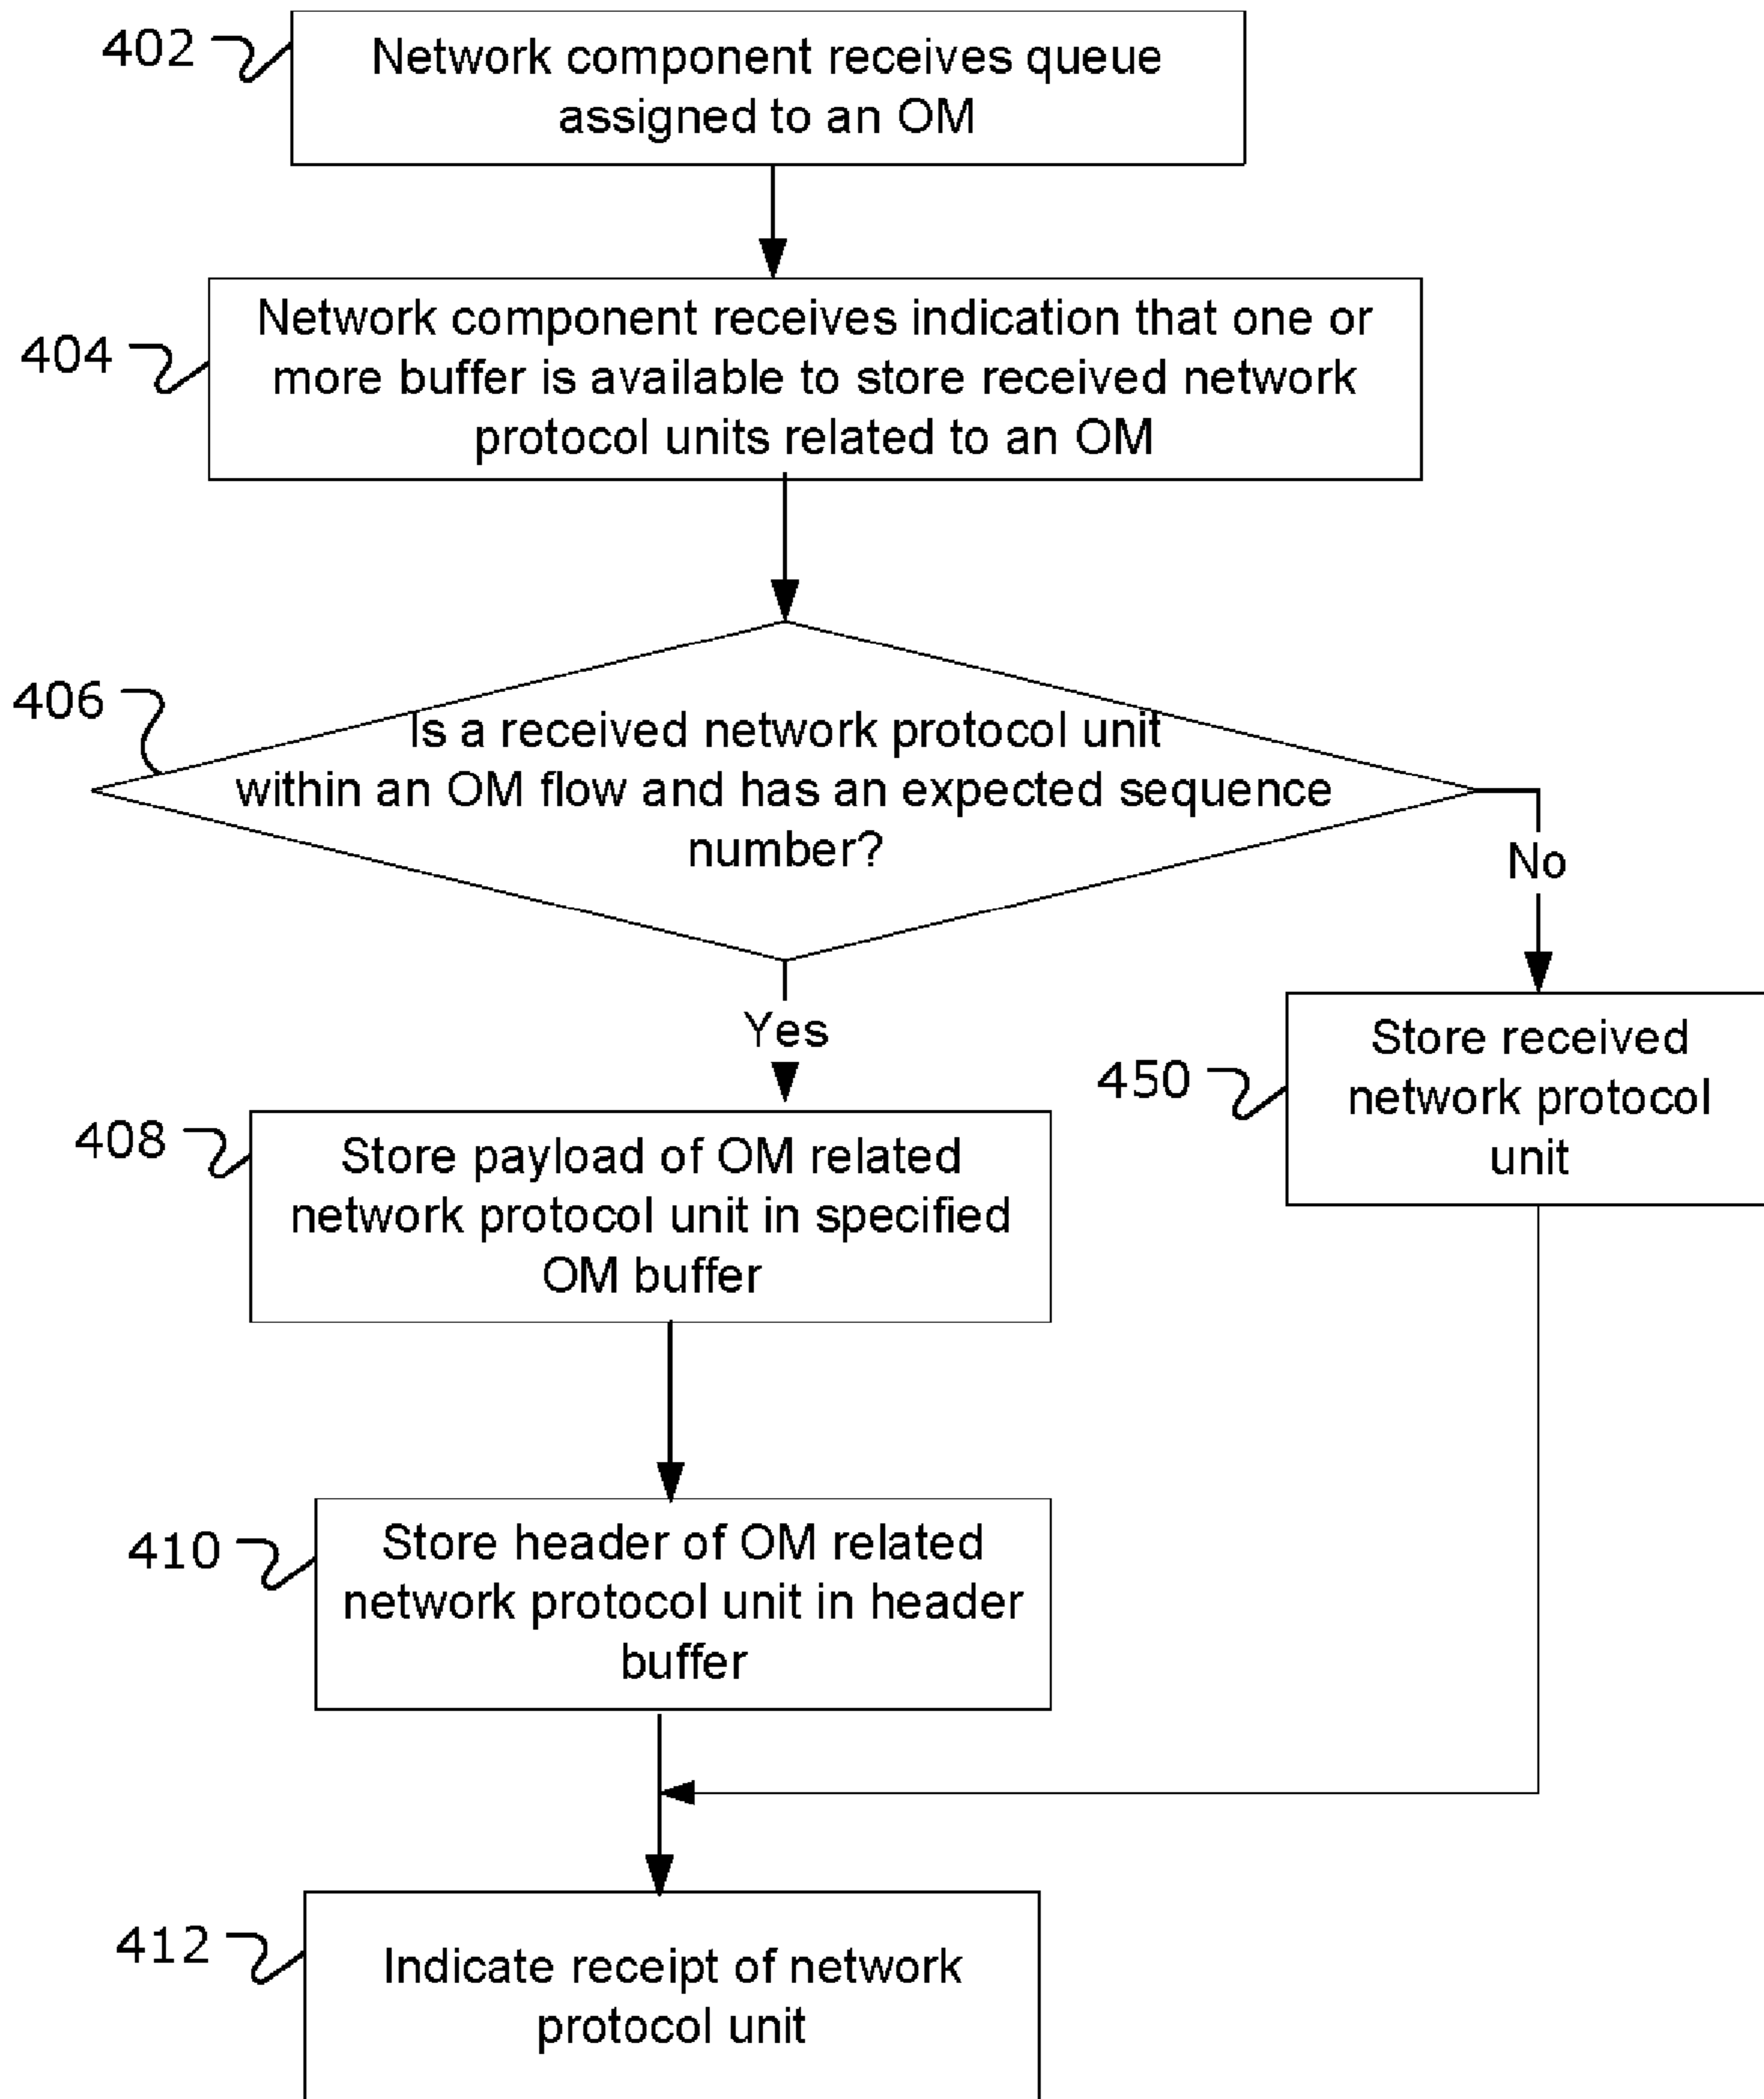 402
Network component receives queue
assigned to an OM
404
Network component receives indication that one or
more buffer is available to store received network
protocol units related to an OM
406
Is a received network protocol unit
within an OM flow and has an expected sequence
number?
No
Yes
450
Store received
network protocol
unit
408
Store payload of OM related
network protocol unit in specified
OM buffer
410
Store header of OM related
network protocol unit in header
buffer
412
Indicate receipt of network
protocol unit